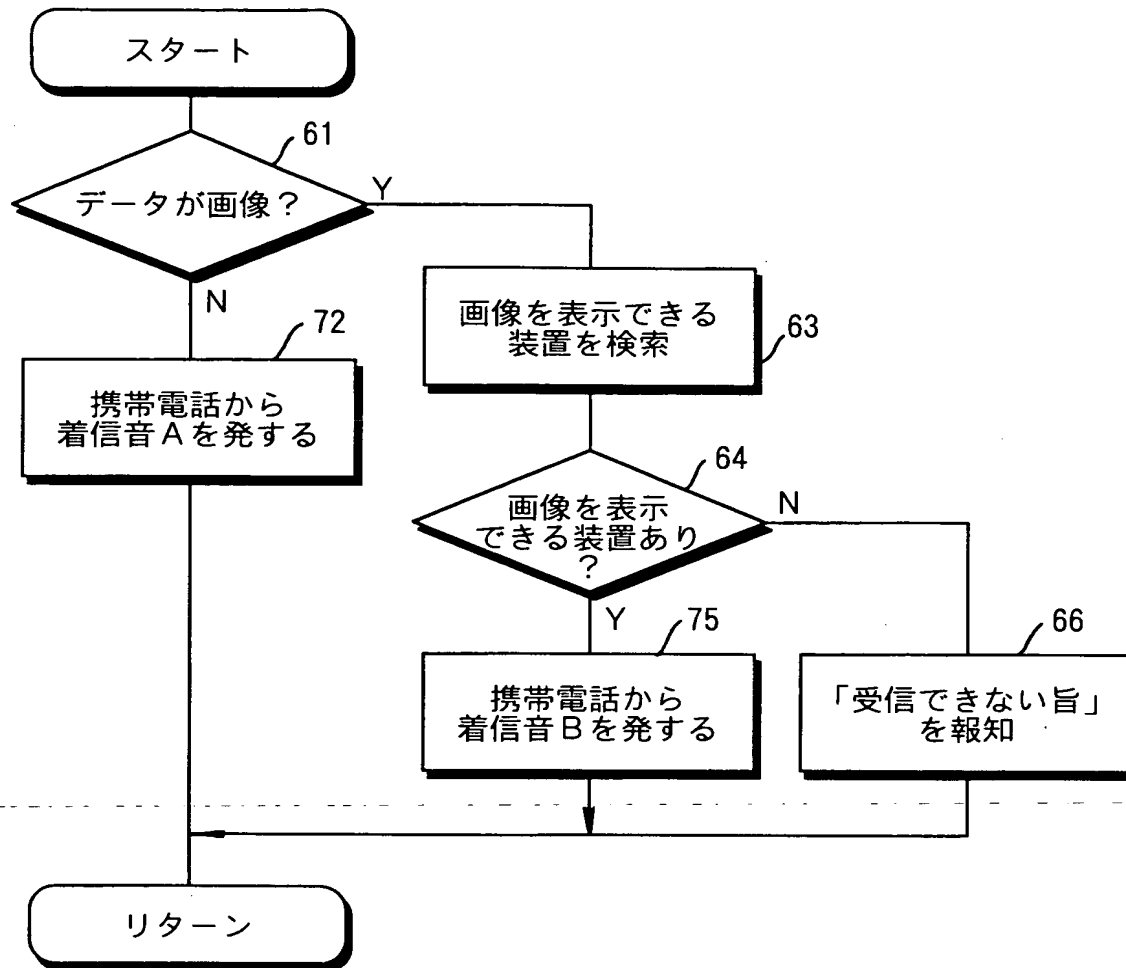 スタート
61
データが画像？
Y
N
画像を表示できる
装置を検索
63
72
携帯電話から
着信音Ａを発する
64
画像を表示
できる装置あり
？
N
Y
75
携帯電話から
着信音Ｂを発する
66
「受信できない旨」
を報知
リターン